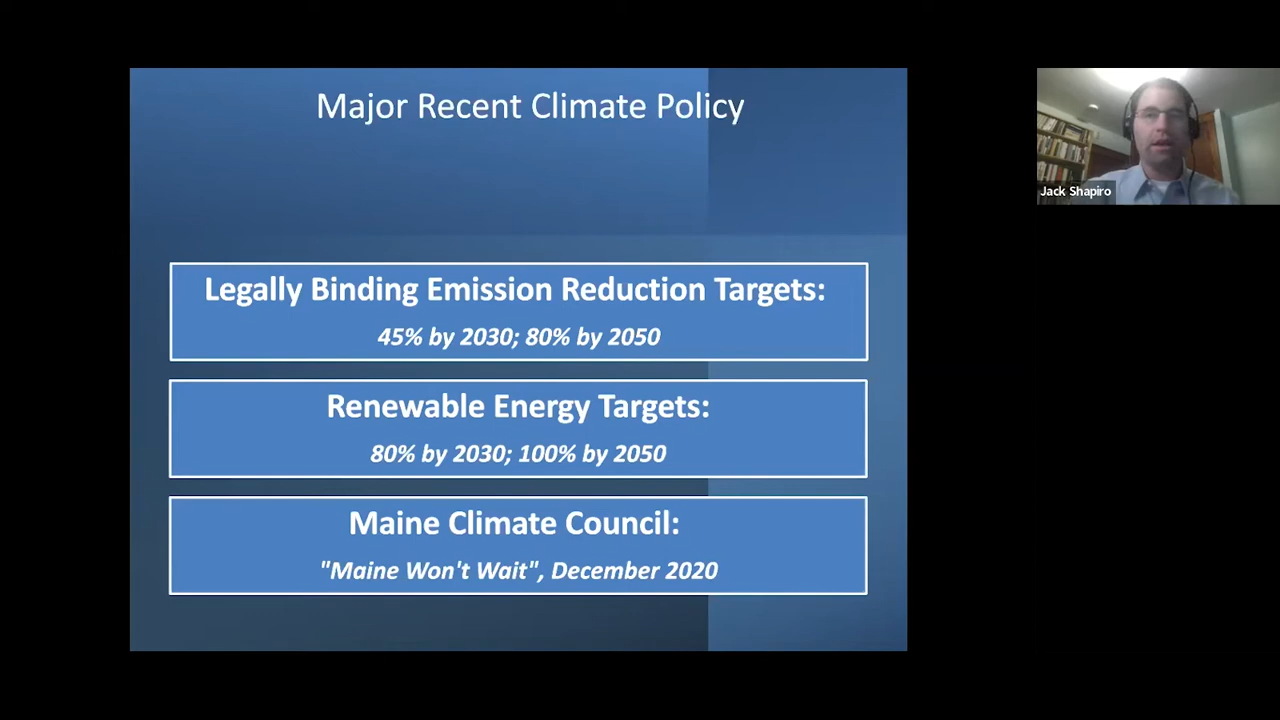 Major Recent Climate Policy
Legally Binding Emission Reduction Targets:
45% by 2030; 80% by 2050
Renewable Energy Targets:
80% by 2030; 100% by 2050
Maine Climate Council:
"Maine Won't Wait", December 2020
Jack Shapiro